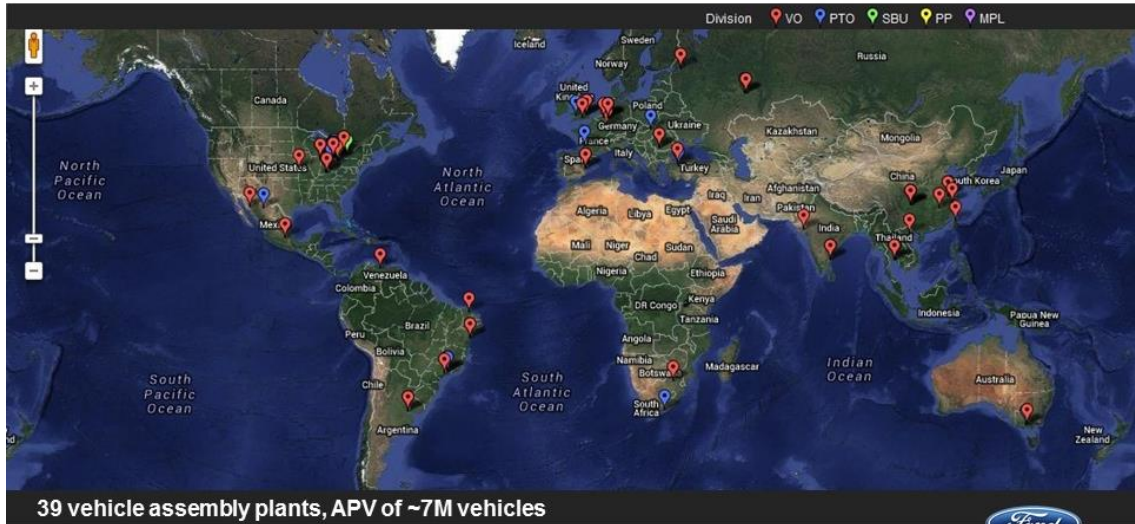 Division VO PTO SBU PP MPL
Iceland
Sweden
Norway
Russia
Canada
United
Kingdom
Poland
Germany
Ukraine
France
Kazakhstan
Mongolia
North
Pacific
Ocean
United States
North
Atlantic
Ocean
Spain
Italy
Turkey
China
South Korea
Japan
Afghanistan
Iraq
Iran
Pakistan
Algeria
Libya
Egypt
Saudi
Arabia
India
Mexico
Mali
Niger
Chad
Sudan
Thailand
Nigeria
Ethiopia
Venezuela
Colombia
Kenya
DR Congo
Tanzania
Indonesia
Papua New
Guinea
Peru
Brazil
Bolivia
Angola
Namibia
Botswana
Madagascar
Indian
Ocean
South
Pacific
Ocean
Chile
South
Atlantic
Ocean
South
Africa
Australia
Argentina
New
Zealand
39 vehicle assembly plants, APV of ~7M vehicles
Ford